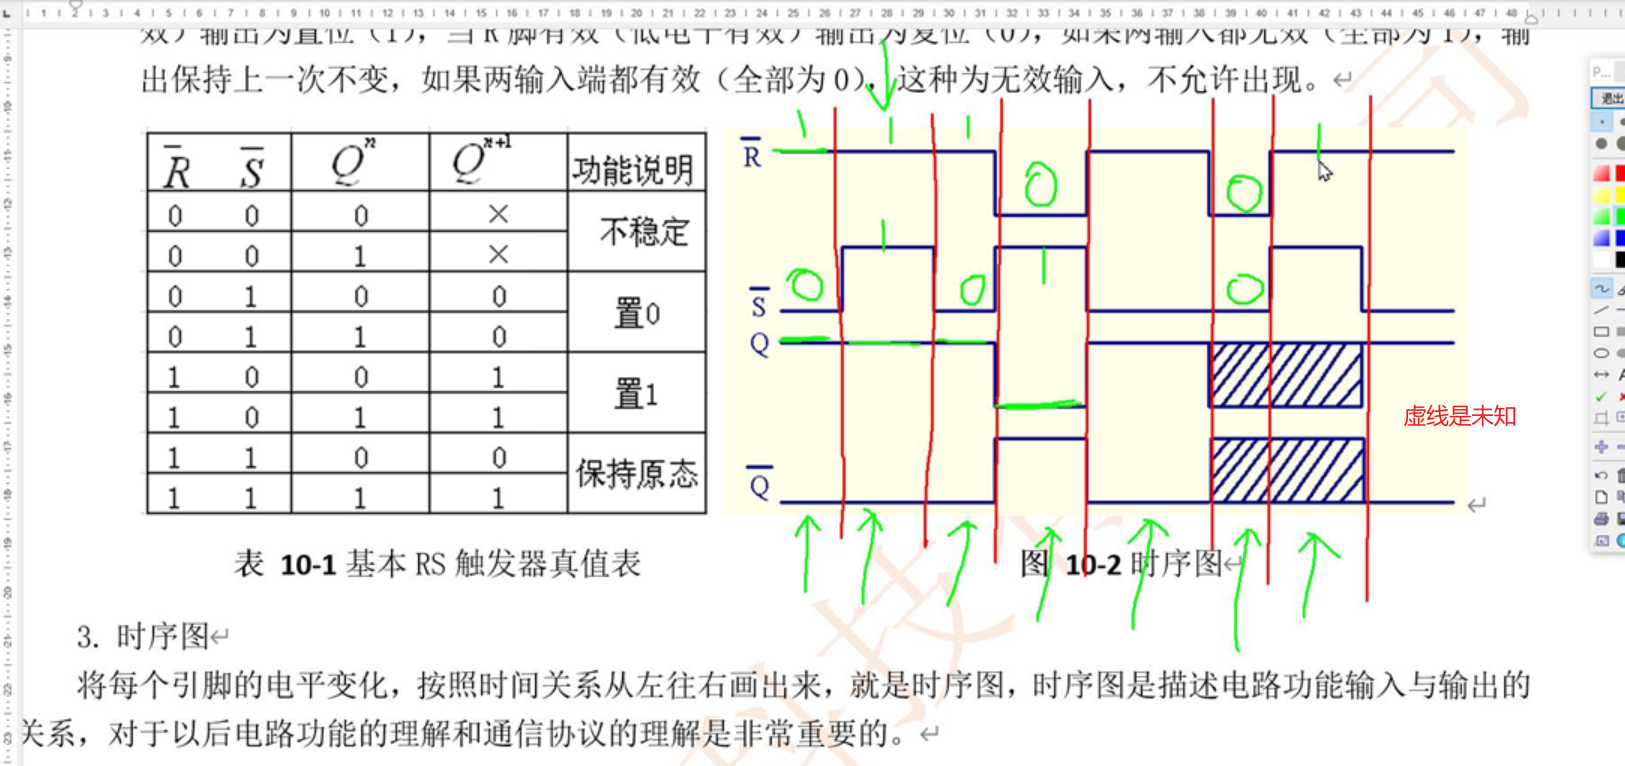 效）输出为置位（1），当 R 脚有效（低电平有效）输出为复位（0），如果两输入都无效（全部为 1），输
出保持上一次不变，如果两输入端都有效（全部为 0），这种为无效输入，不允许出现。
R S Qⁿ Qⁿ⁺¹ 功能说明
0 0 0 × 不稳定
0 0 1 ×
0 1 0 0 置0
0 1 1 0
1 0 0 1 置1
1 0 1 1
1 1 0 0 保持原态
1 1 1 1
R
1 1 1 0 0 1
S
0 1 0 1 0
Q
Q
虚线是未知
表 10-1 基本 RS 触发器真值表
图 10-2 时序图
3. 时序图
将每个引脚的电平变化，按照时间关系从左往右画出来，就是时序图，时序图是描述电路功能输入与输出的
关系，对于以后电路功能的理解和通信协议的理解是非常重要的。
P...
退出
科技
司